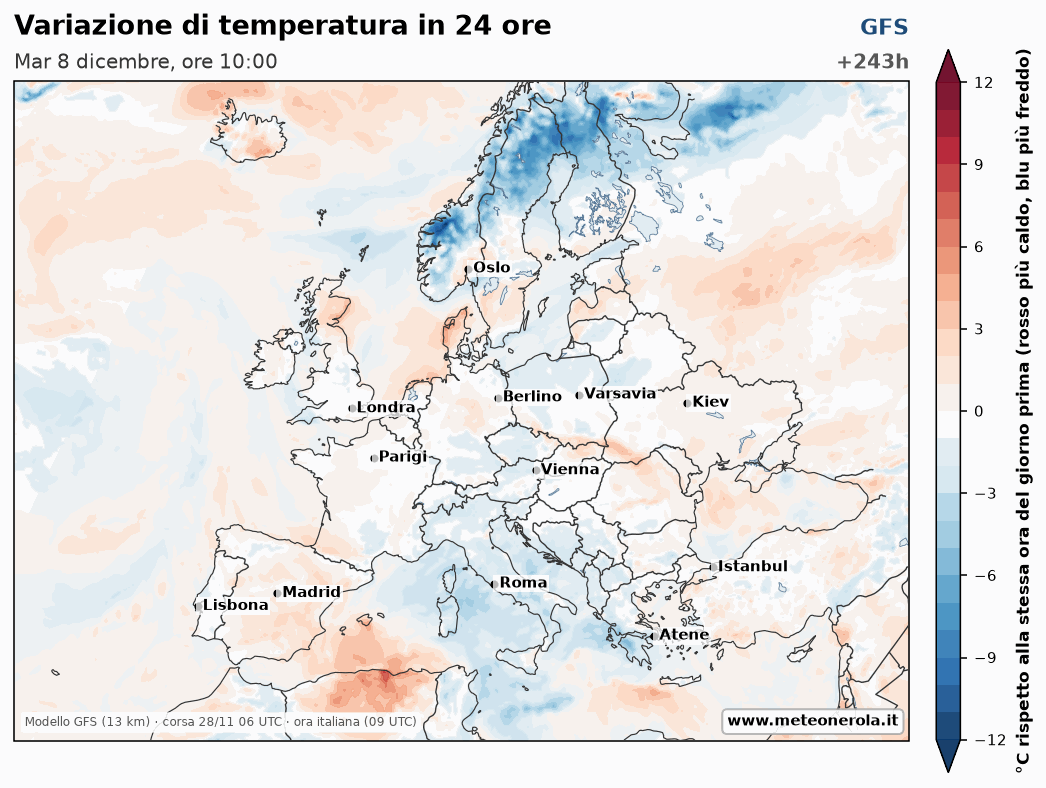 Variazione di temperatura in 24 ore
GFS
Mar 8 dicembre, ore 10:00
+243h
Oslo
Londra
Berlino
Varsavia
Kiev
Parigi
Vienna
Istanbul
Roma
Madrid
Lisbona
Atene
Modello GFS (13 km) · corsa 28/11 06 UTC · ora italiana (09 UTC)
www.meteonerola.it
12
9
6
3
0
−3
−6
−9
−12
°C rispetto alla stessa ora del giorno prima (rosso più caldo, blu più freddo)